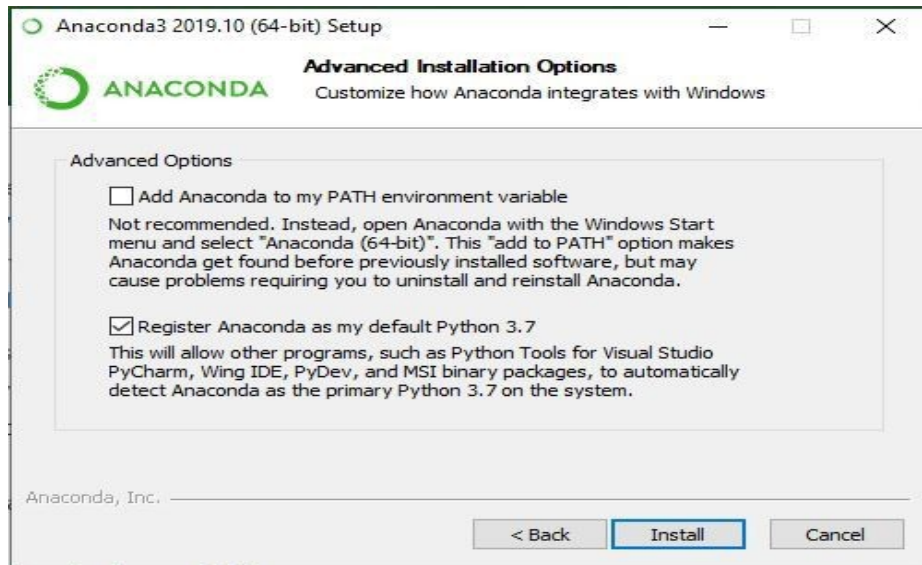 Anaconda3 2019.10 (64-bit) Setup
ANACONDA
Advanced Installation Options
Customize how Anaconda integrates with Windows
Advanced Options
Add Anaconda to my PATH environment variable
Not recommended. Instead, open Anaconda with the Windows Start
menu and select "Anaconda (64-bit)". This "add to PATH" option makes
Anaconda get found before previously installed software, but may
cause problems requiring you to uninstall and reinstall Anaconda.
Register Anaconda as my default Python 3.7
This will allow other programs, such as Python Tools for Visual Studio
PyCharm, Wing IDE, PyDev, and MSI binary packages, to automatically
detect Anaconda as the primary Python 3.7 on the system.
Anaconda, Inc.
< Back
Install
Cancel